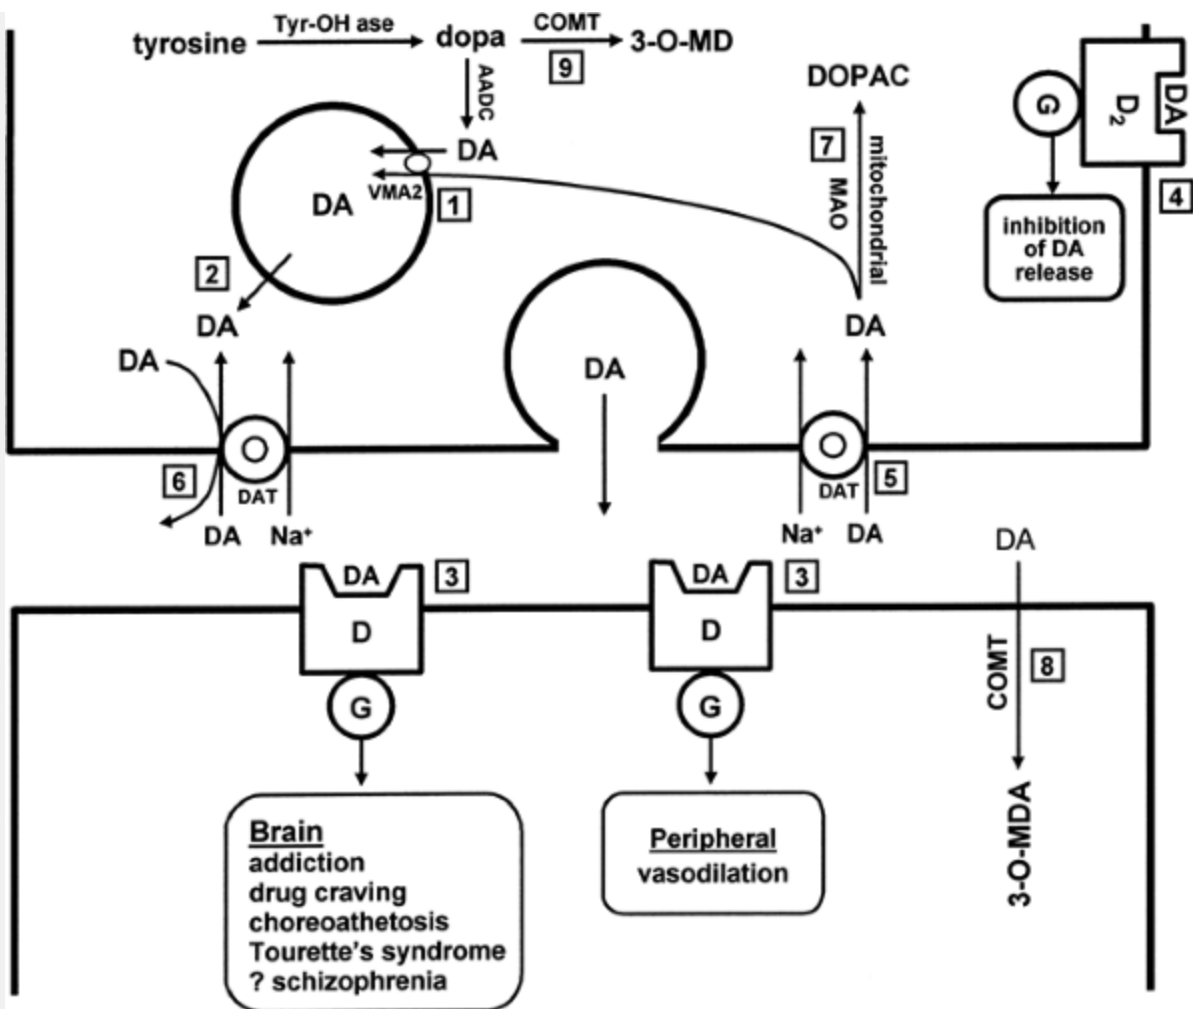 tyrosine
Tyr-OH ase
dopa
COMT
9
3-O-MD
AADC
DA
VMA2
1
DA
2
DA
DA
6
DAT
DA
Na⁺
DA
DOPAC
7
mitochondrial
MAO
DA
DAT
5
Na⁺
DA
G
D₂
DA
4
inhibition
of DA
release
DA
D
G
3
DA
D
G
3
DA
COMT
8
3-O-MDA
Brain
addiction
drug craving
choreoathetosis
Tourette's syndrome
? schizophrenia
Peripheral
vasodilation